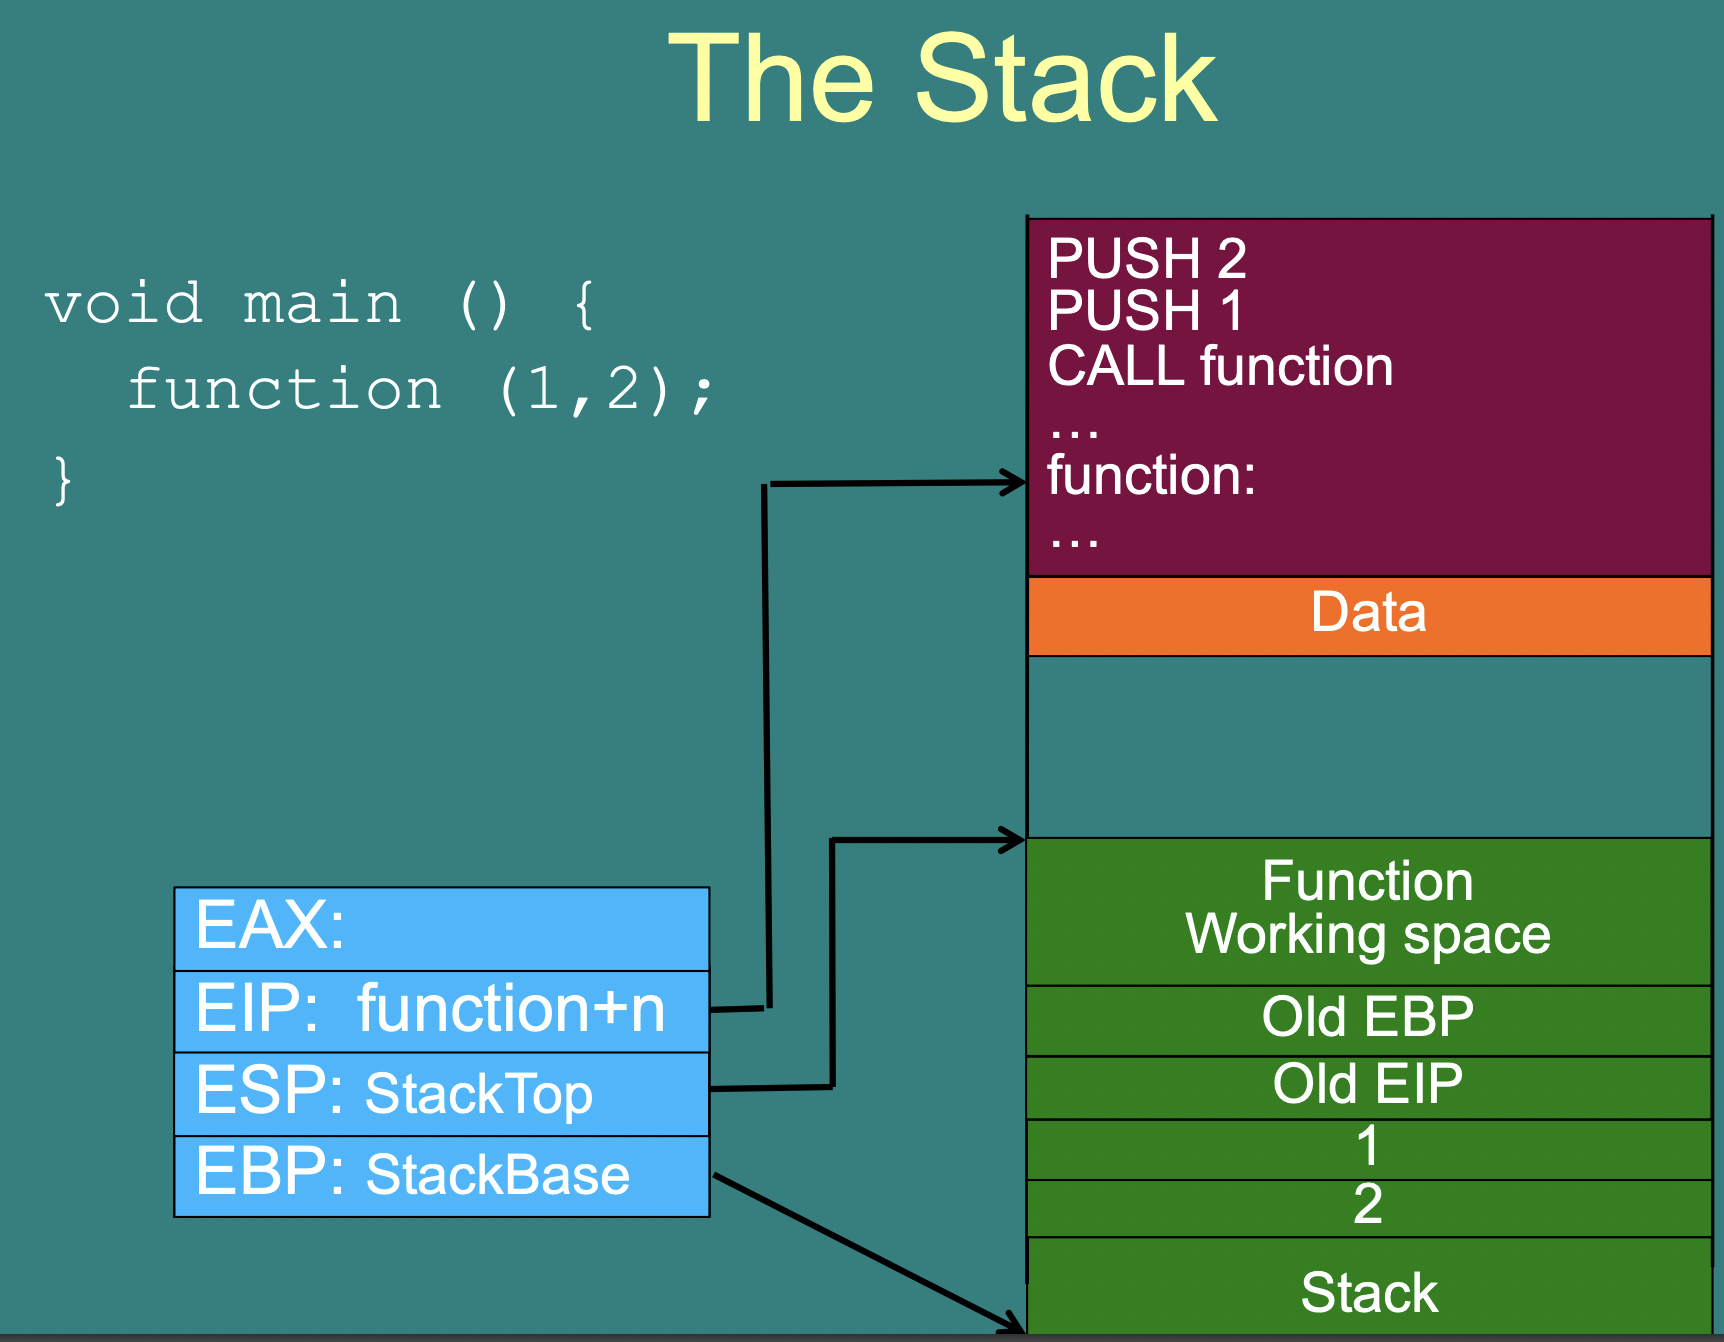 The Stack
void main () {
function (1,2);
}
PUSH 2
PUSH 1
CALL function
...
function:
...
Data
Function
Working space
Old EBP
Old EIP
1
2
Stack
EAX:
EIP: function+n
ESP: StackTop
EBP: StackBase